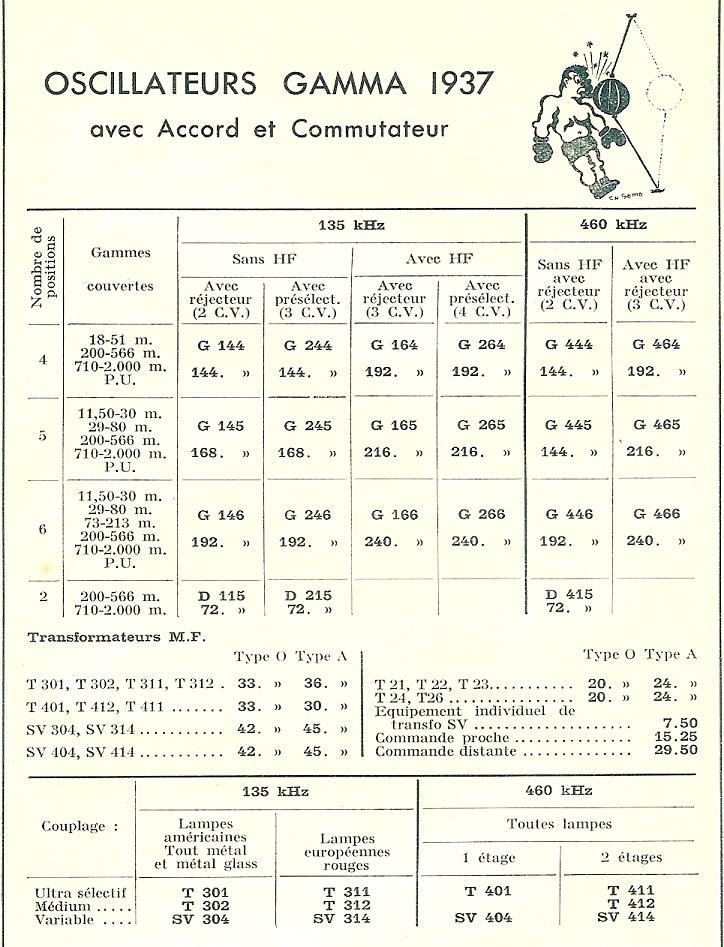 OSCILLATEURS GAMMA 1937
avec Accord et Commutateur
CH Semo
Nombre de positions
Gammes couvertes
135 kHz
460 kHz
Sans HF
Avec HF
Avec réjecteur (2 C.V.)
Avec présélect. (3 C.V.)
Avec réjecteur (3 C.V.)
Avec présélect. (4 C.V.)
Sans HF avec réjecteur (2 C.V.)
Avec HF avec réjecteur (3 C.V.)
4
18-51 m.
200-566 m.
710-2.000 m.
P.U.
G 144 G 244 G 164 G 264 G 444 G 464
144. » 144. » 192. » 192. » 144. » 192. »
5
11,50-30 m.
29-80 m.
200-566 m.
710-2.000 m.
P.U.
G 145 G 245 G 165 G 265 G 445 G 465
168. » 168. » 216. » 216. » 144. » 216. »
6
11,50-30 m.
29-80 m.
73-213 m.
200-566 m.
710-2.000 m.
P.U.
G 146 G 246 G 166 G 266 G 446 G 466
192. » 192. » 240. » 240. » 192. » 240. »
2
200-566 m. D 115 D 215 D 415
710-2.000 m. 72. » 72. » 72. »
Transformateurs M.F.
Type O Type A
T 301, T 302, T 311, T 312 . 33. » 36. »
T 401, T 412, T 411 ....... 33. » 30. »
SV 304, SV 314 ........... 42. » 45. »
SV 404, SV 414 ........... 42. » 45. »
Type O Type A
T 21, T 22, T 23........... 20. » 24. »
T 24, T26 ................ 20. » 24. »
Equipement individuel de
transfo SV .................. 7.50
Commande proche .............. 15.25
Commande distante ............. 29.50
Couplage :
135 kHz
460 kHz
Lampes américaines Tout métal et métal glass
Lampes européennes rouges
Toutes lampes
1 étage
2 étages
Ultra sélectif T 301 T 311 T 401 T 411
Médium ..... T 302 T 312 T 412
Variable .... SV 304 SV 314 SV 404 SV 414